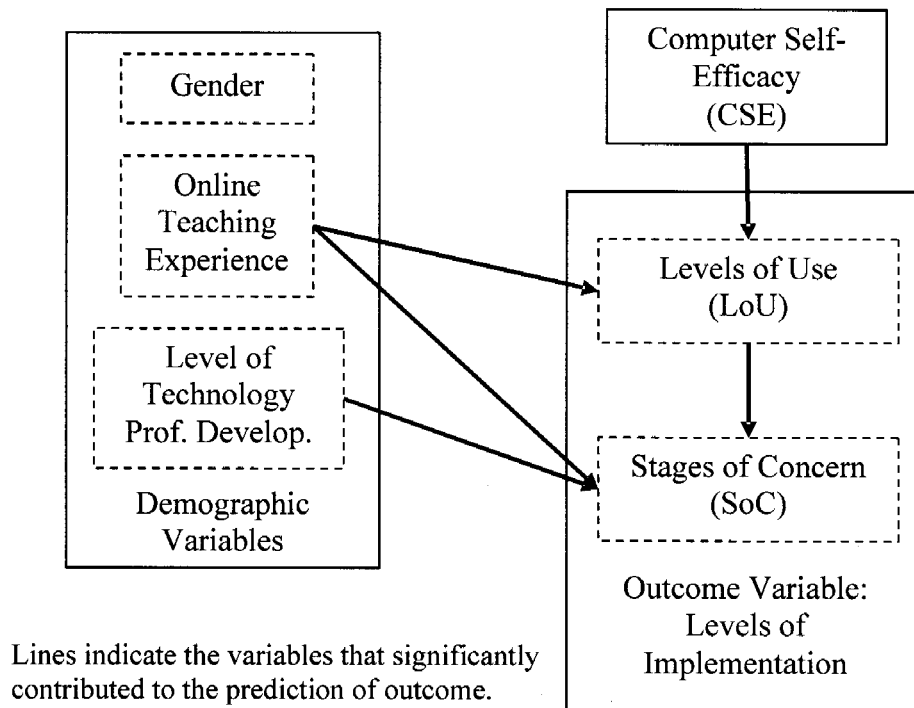 Gender
Online
Teaching
Experience
Level of
Technology
Prof. Develop.
Demographic
Variables
Computer Self-
Efficacy
(CSE)
Levels of Use
(LoU)
Stages of Concern
(SoC)
Outcome Variable:
Levels of
Implementation
Lines indicate the variables that significantly
contributed to the prediction of outcome.